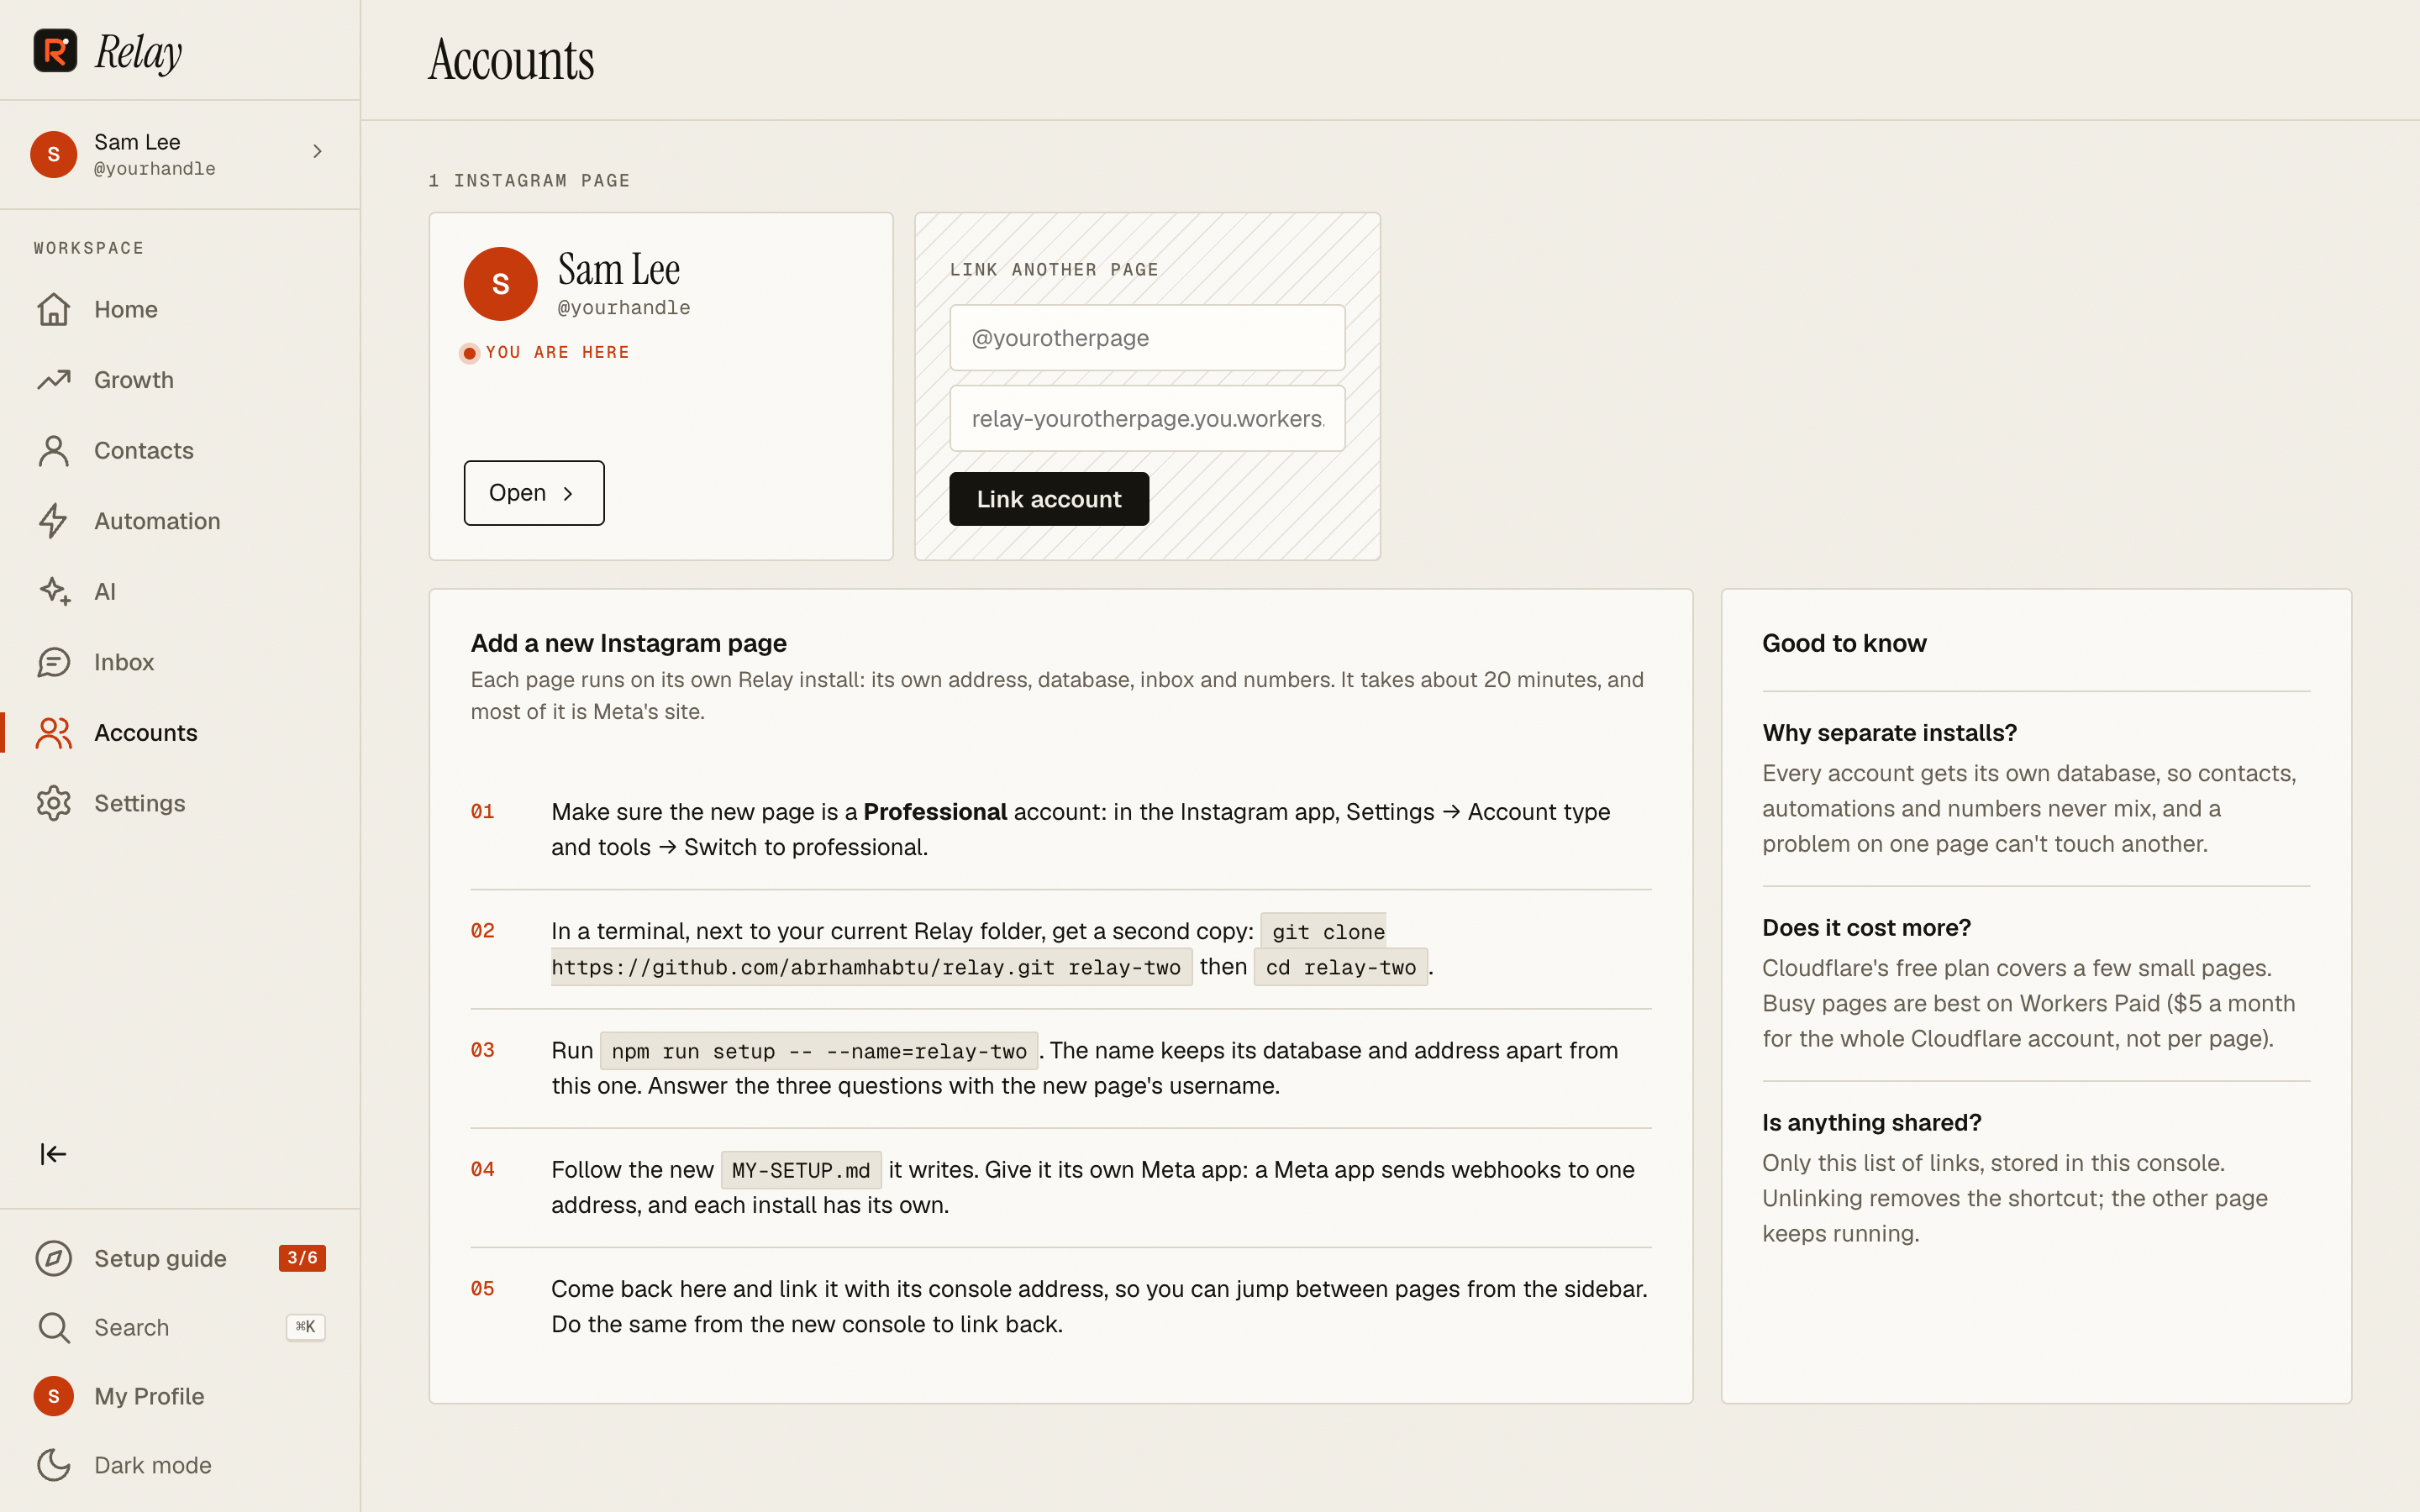 Relay
Sam Lee
@yourhandle
WORKSPACE
Home
Growth
Contacts
Automation
AI
Inbox
Accounts
Settings
Setup guide 3/6
Search ⌘K
My Profile
Dark mode
Accounts
1 INSTAGRAM PAGE
S
Sam Lee
@yourhandle
YOU ARE HERE
Open
LINK ANOTHER PAGE
@yourotherpage
relay-yourotherpage.you.workers.
Link account
Add a new Instagram page
Each page runs on its own Relay install: its own address, database, inbox and numbers. It takes about 20 minutes, and
most of it is Meta's site.
01 Make sure the new page is a Professional account: in the Instagram app, Settings → Account type
and tools → Switch to professional.
02 In a terminal, next to your current Relay folder, get a second copy: git clone
https://github.com/abrhamhabtu/relay.git relay-two then cd relay-two.
03 Run npm run setup -- --name=relay-two. The name keeps its database and address apart from
this one. Answer the three questions with the new page's username.
04 Follow the new MY-SETUP.md it writes. Give it its own Meta app: a Meta app sends webhooks to one
address, and each install has its own.
05 Come back here and link it with its console address, so you can jump between pages from the sidebar.
Do the same from the new console to link back.
Good to know
Why separate installs?
Every account gets its own database, so contacts,
automations and numbers never mix, and a
problem on one page can't touch another.
Does it cost more?
Cloudflare's free plan covers a few small pages.
Busy pages are best on Workers Paid ($5 a month
for the whole Cloudflare account, not per page).
Is anything shared?
Only this list of links, stored in this console.
Unlinking removes the shortcut; the other page
keeps running.